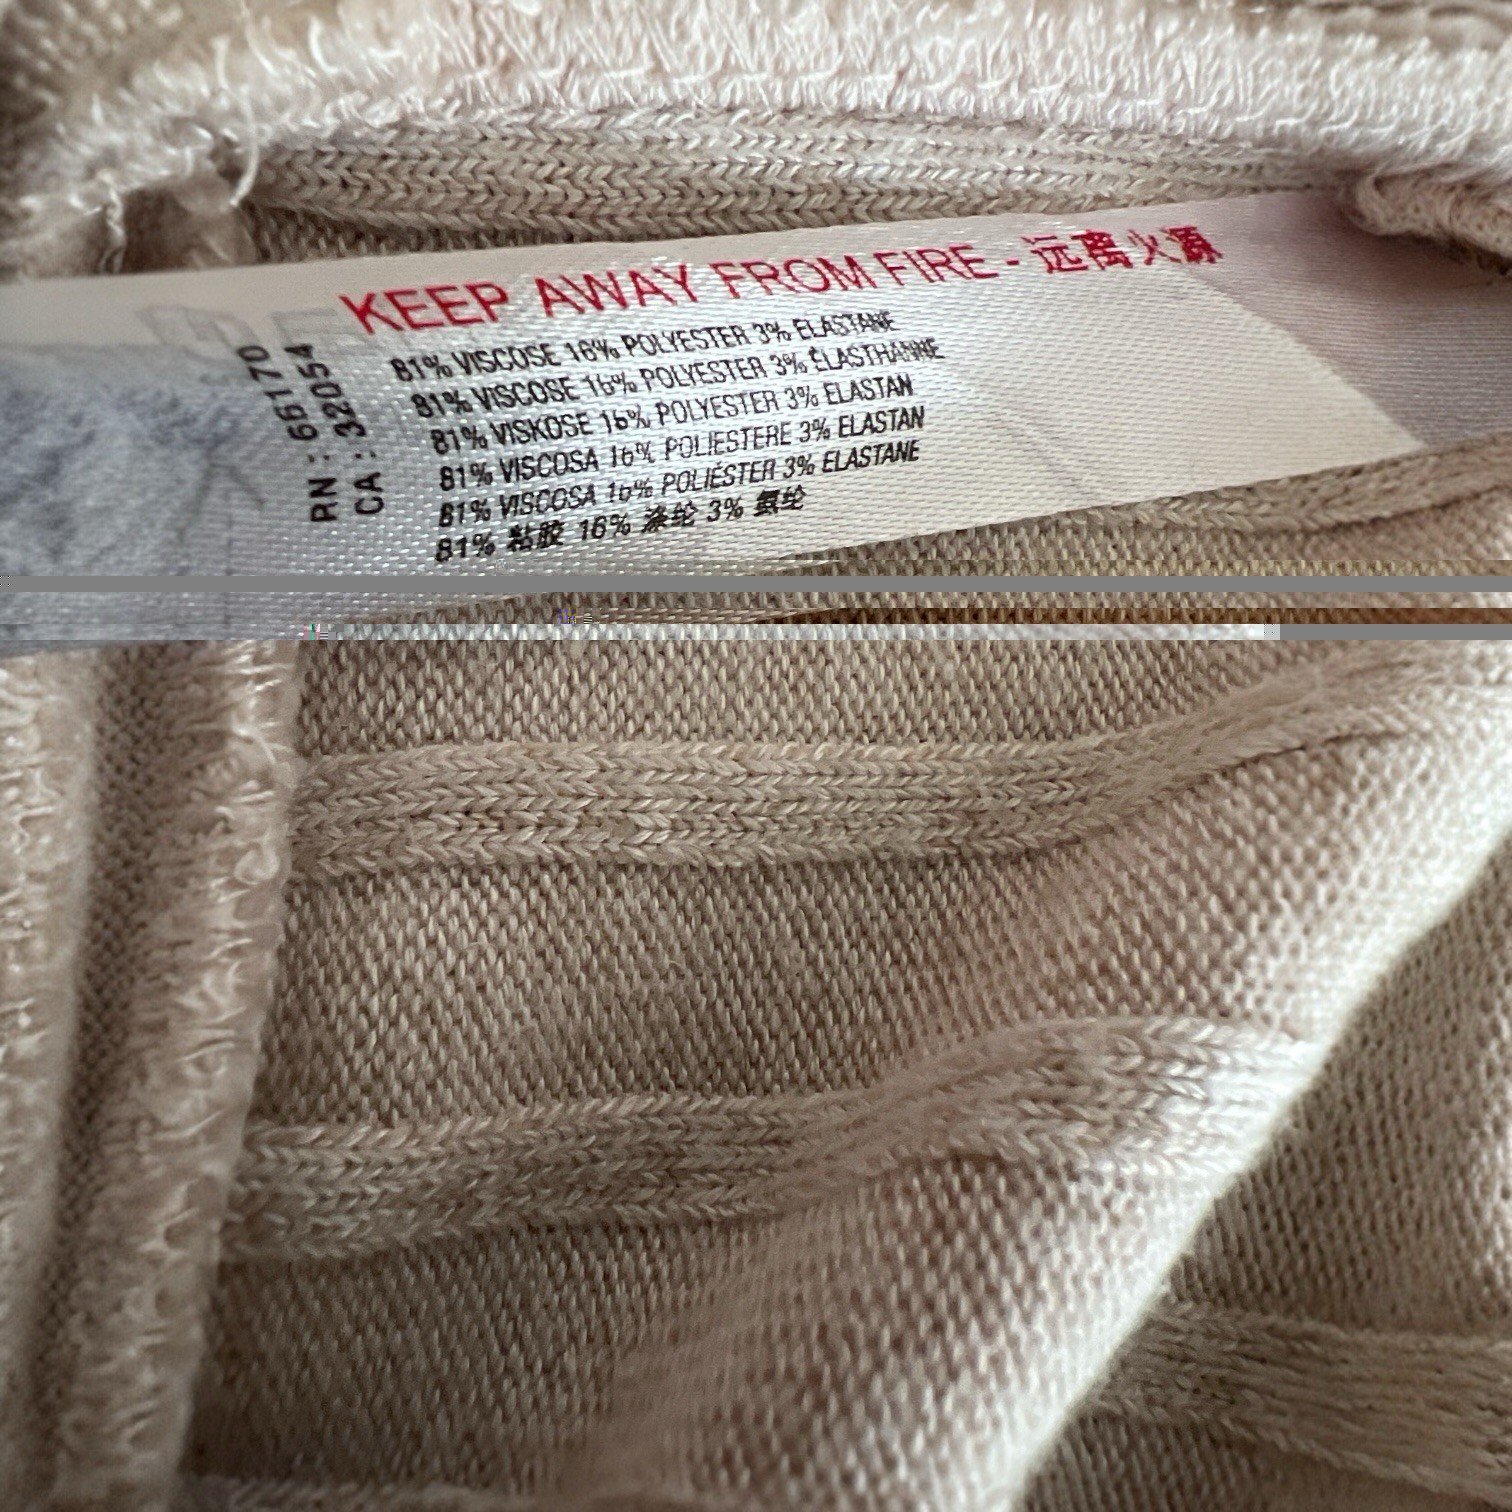 KEEP AWAY FROM FIRE - 远离火源
RN : 66170
CA : 32054
81% VISCOSE 16% POLYESTER 3% ELASTANE
81% VISCOSE 16% POLYESTER 3% ÉLASTHANNE
81% VISKOSE 16% POLYESTER 3% ELASTAN
81% VISCOSA 16% POLIESTERE 3% ELASTAN
81% VISCOSA 16% POLIÉSTER 3% ELASTANE
81% 粘胶 16% 涤纶 3% 氨纶